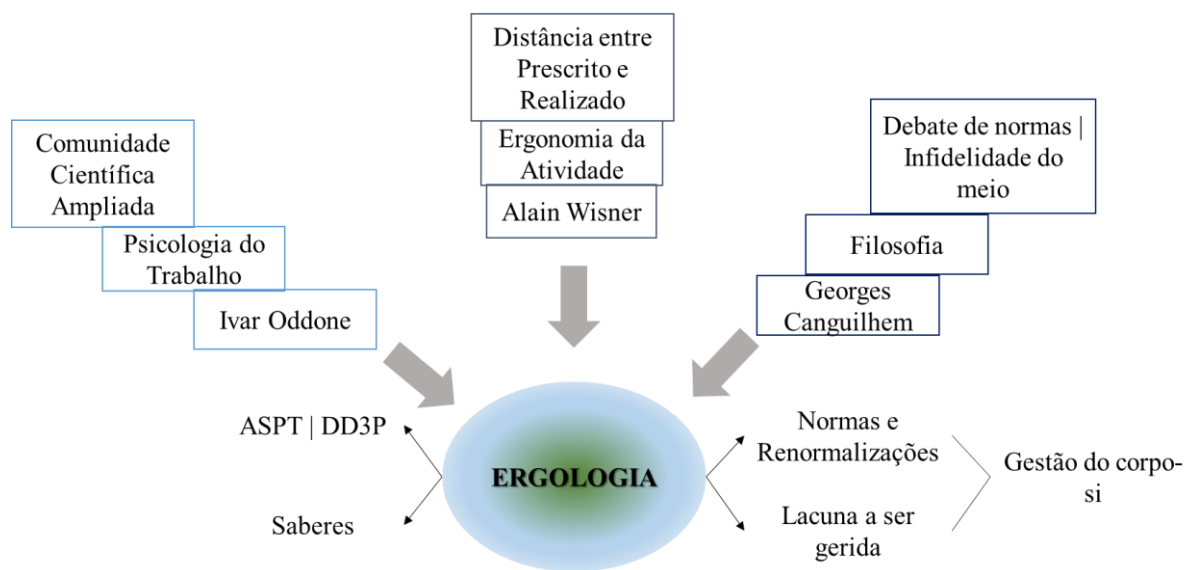 Comunidade
Científica
Ampliada
Psicologia do
Trabalho
Ivar Oddone
Distância entre
Prescrito e
Realizado
Ergonomia da
Atividade
Alain Wisner
Debate de normas |
Infidelidade do
meio
Filosofia
Georges
Canguilhem
ASPT | DD3P
Saberes
ERGOLOGIA
Normas e
Renormalizações
Lacuna a ser
gerida
Gestão do corpo-
si